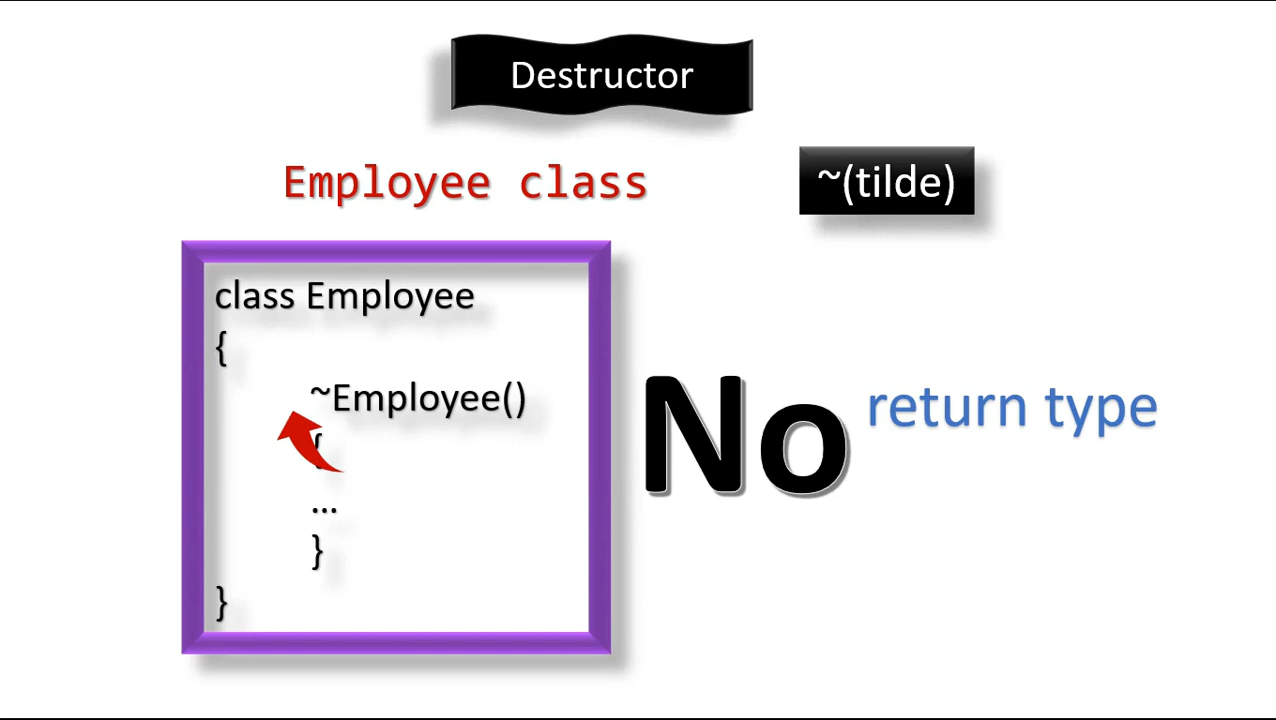 Destructor
Employee class
~(tilde)
class Employee
{
~Employee()
{
...
}
}
No
return type